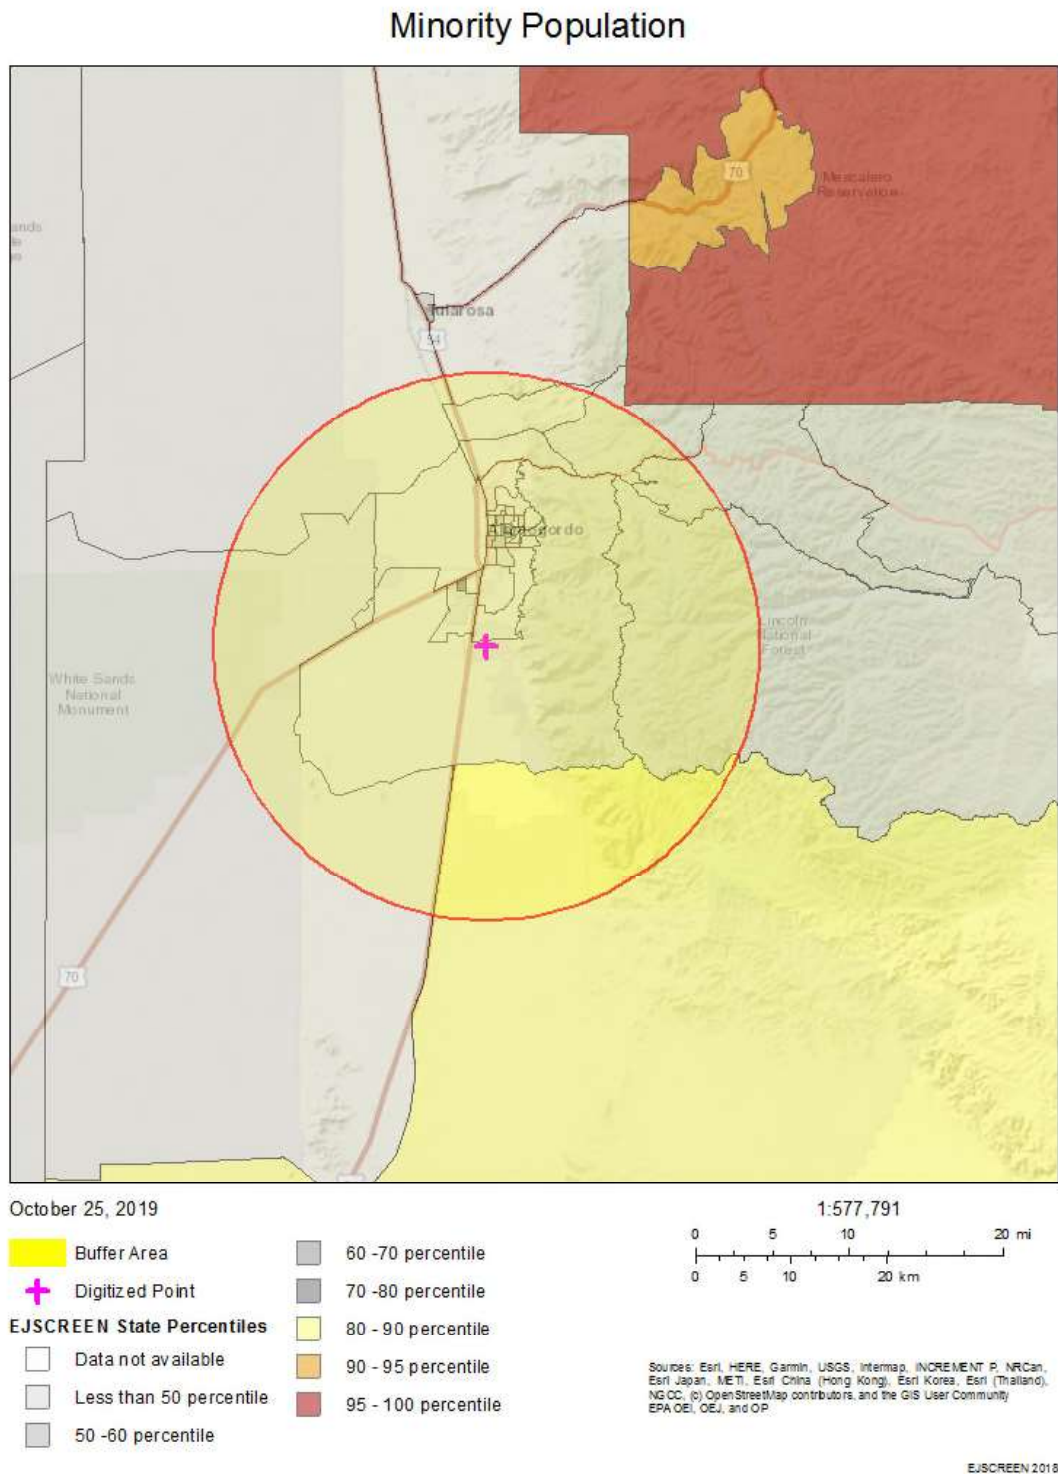 Minority Population
70
Mescalero
Reservation
ands
Tularosa
54
Alamogordo
Lincoln
National
Forest
White Sands
National
Monument
70
October 25, 2019
1:577,791
0 5 10 20 mi
0 5 10 20 km
Buffer Area
Digitized Point
EJSCREEN State Percentiles
Data not available
Less than 50 percentile
50 -60 percentile
60 -70 percentile
70 -80 percentile
80 - 90 percentile
90 - 95 percentile
95 - 100 percentile
Sources: Esri, HERE, Garmin, USGS, Intermap, INCREMENT P, NRCan,
Esri Japan, METI, Esri China (Hong Kong), Esri Korea, Esri (Thailand),
NGCC, (c) OpenStreetMap contributors, and the GIS User Community
EPA OEI, OEJ, and OP
EJSCREEN 2018